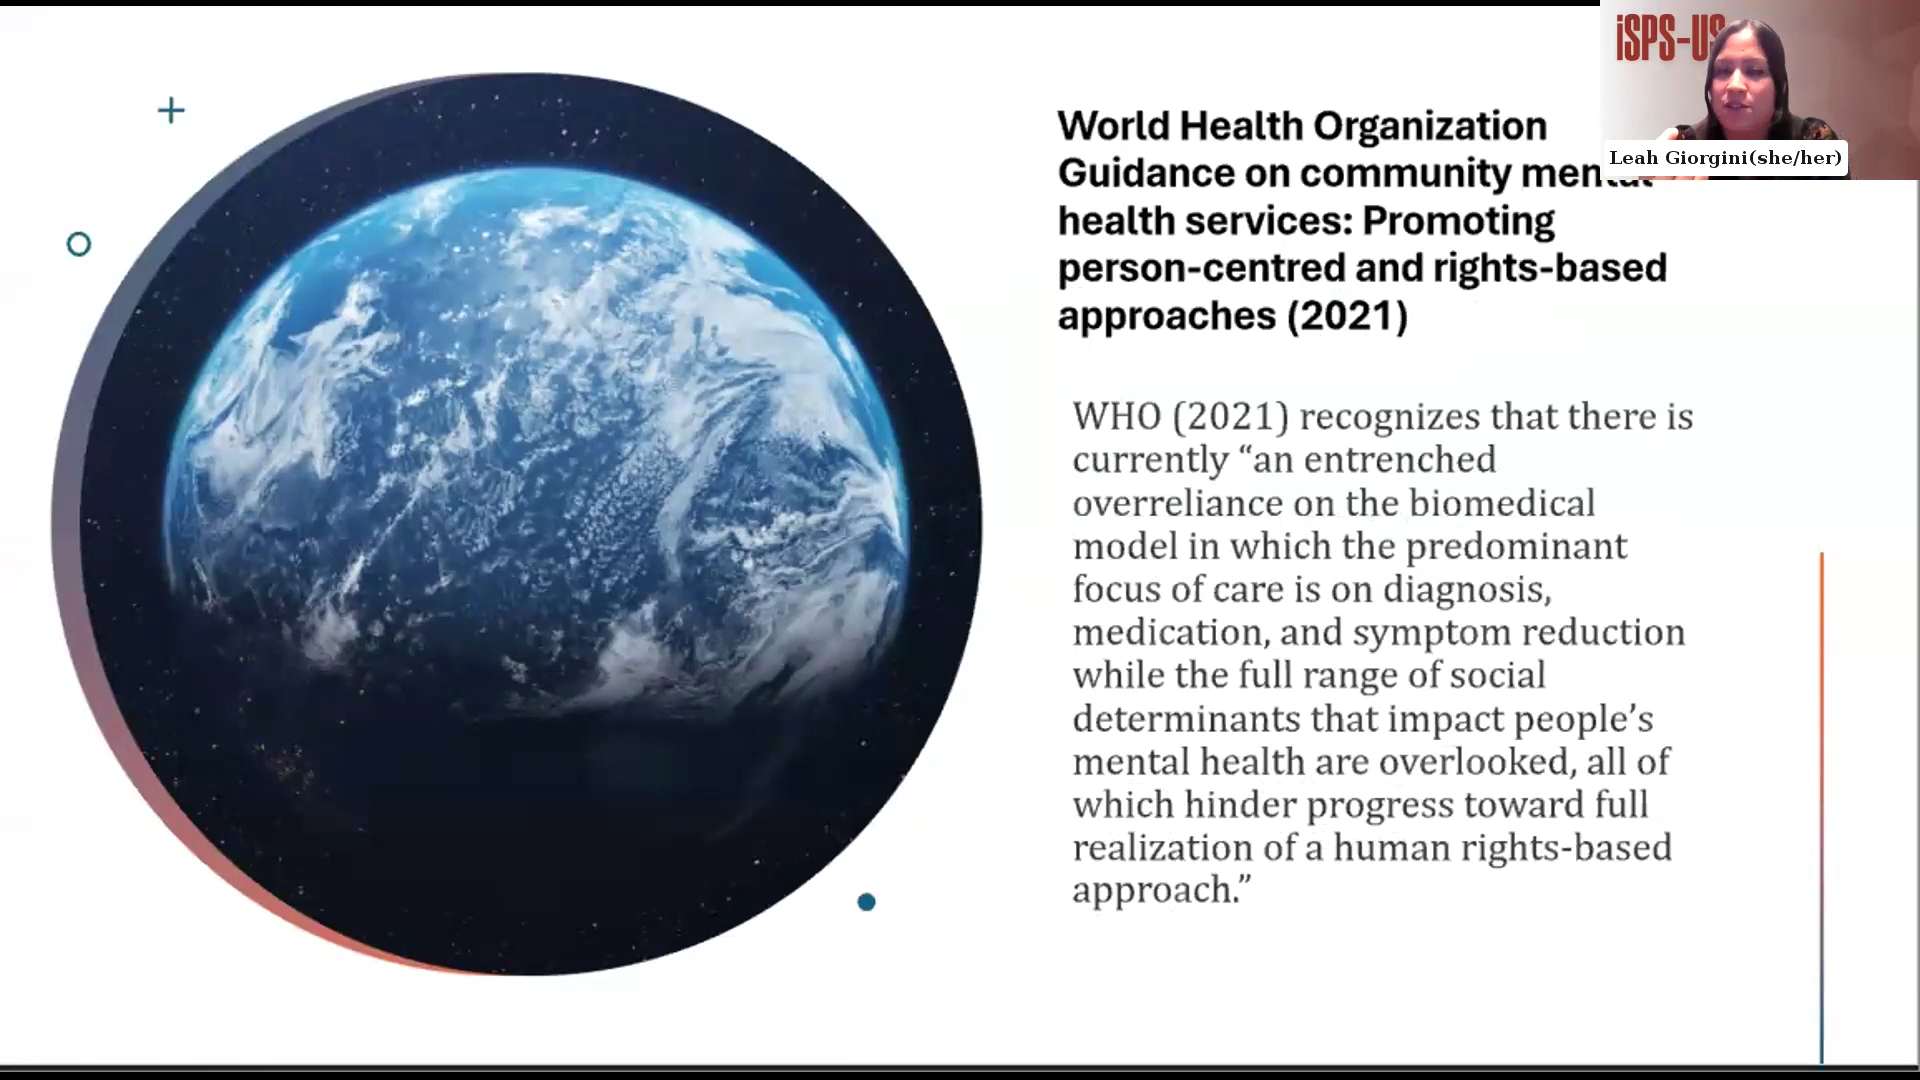 iSPS-US
World Health Organization
Guidance on community mental
Leah Giorgini(she/her)
health services: Promoting
person-centred and rights-based
approaches (2021)
WHO (2021) recognizes that there is
currently “an entrenched
overreliance on the biomedical
model in which the predominant
focus of care is on diagnosis,
medication, and symptom reduction
while the full range of social
determinants that impact people’s
mental health are overlooked, all of
which hinder progress toward full
realization of a human rights-based
approach.”